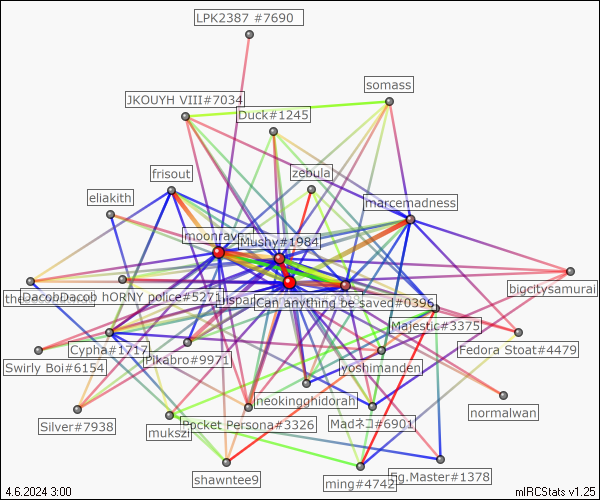 LPK2387 #7690
somass
JKOUYH VIII#7034
Duck#1245
frisout
zebula
eliakith
marcemadness
moonrav
Mushy#1984
the
DacobDacob hORNY police#5271
Can anything be saved#0396
bigcitysamurai
Majestic#3375
Cypha#1717
Pikabro#9971
Fedora Stoat#4479
Swirly Boi#6154
yoshimanden
neokingghidorah
normalwan
Silver#7938
mukszi
Pocket Persona#3326
Madネコ#6901
shawntee9
ming#4742
Sg.Master#1378
4.6.2024 3:00
mIRCStats v1.25